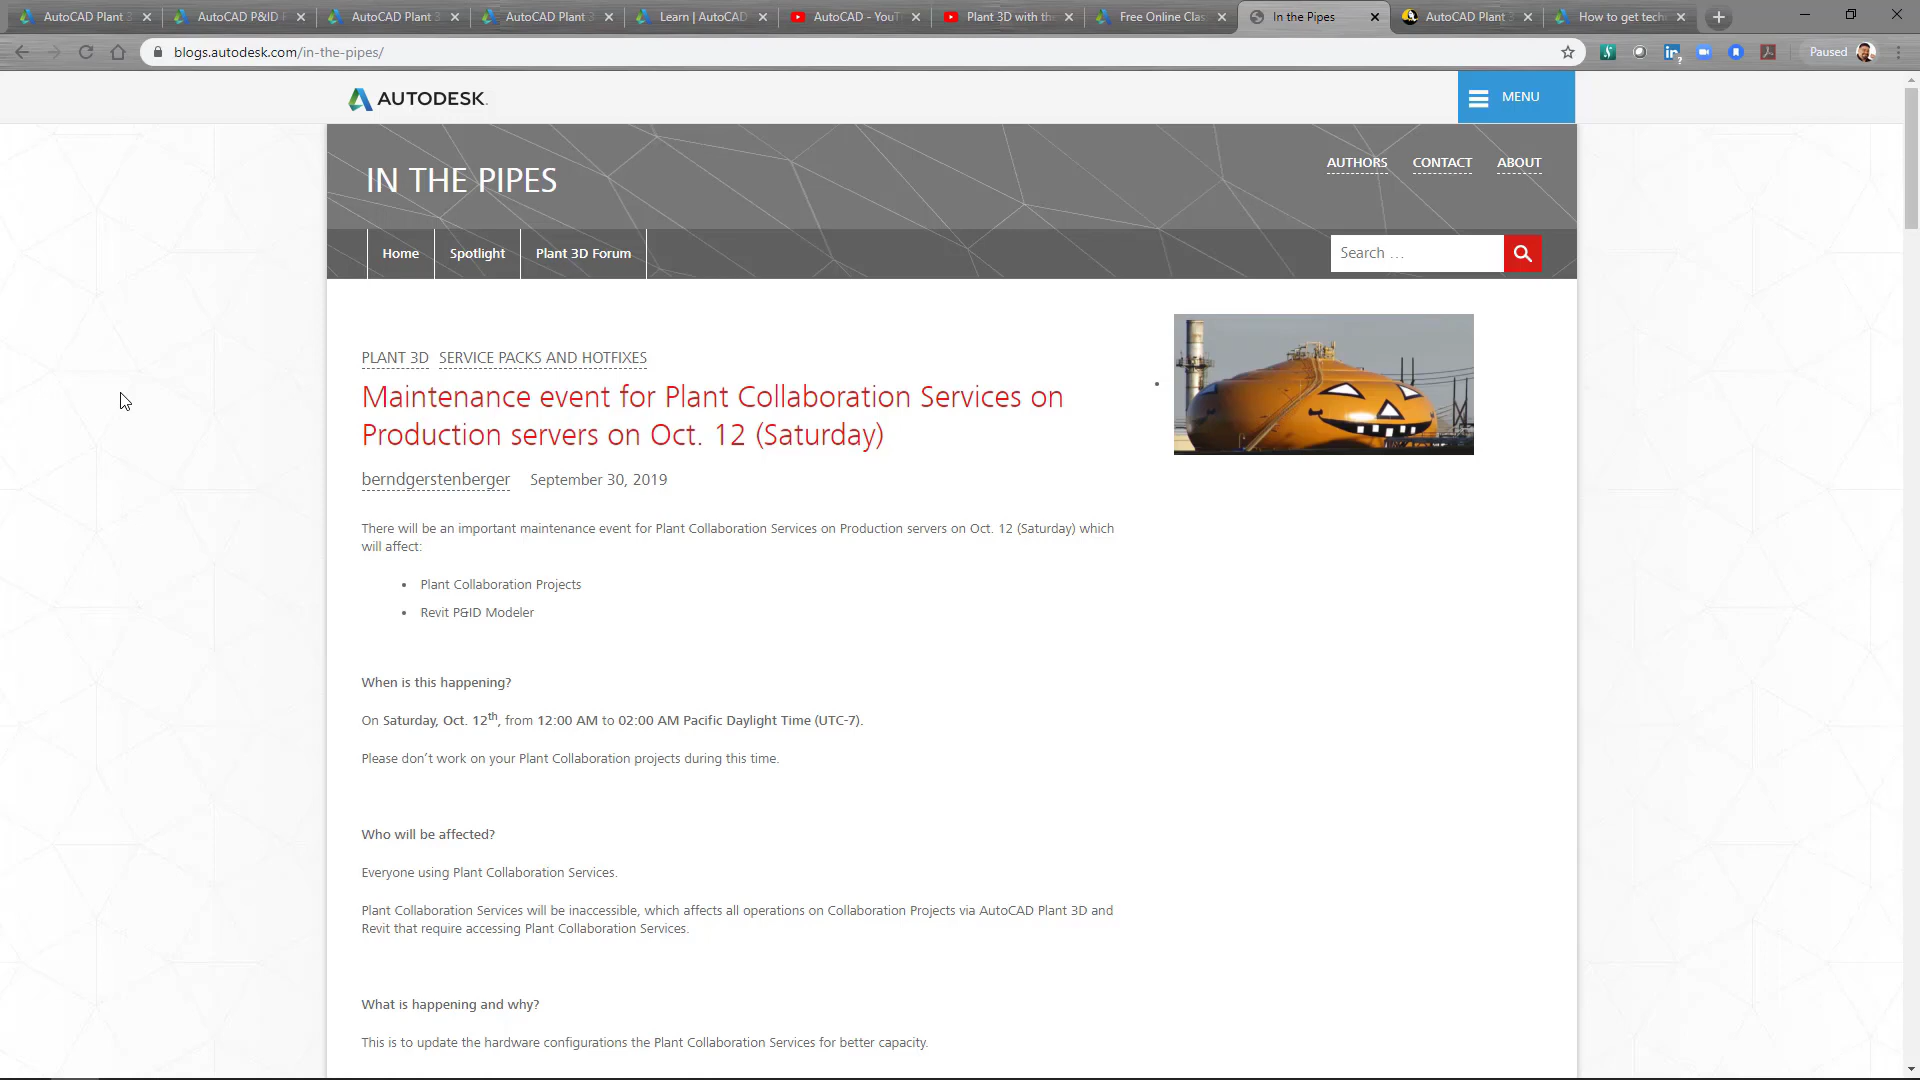 AutoCAD Plant 3
AutoCAD P&ID
AutoCAD Plant 3
AutoCAD Plant 3
Learn | AutoCAD
AutoCAD - YouT
Plant 3D with th
Free Online Clas
In the Pipes
AutoCAD Plant
How to get tech
blogs.autodesk.com/in-the-pipes/
Paused
AUTODESK.
MENU
IN THE PIPES
AUTHORS
CONTACT
ABOUT
Home
Spotlight
Plant 3D Forum
Search …
PLANT 3D SERVICE PACKS AND HOTFIXES
Maintenance event for Plant Collaboration Services on
Production servers on Oct. 12 (Saturday)
berndgerstenberger September 30, 2019
There will be an important maintenance event for Plant Collaboration Services on Production servers on Oct. 12 (Saturday) which
will affect:
• Plant Collaboration Projects
• Revit P&ID Modeler
When is this happening?
On Saturday, Oct. 12th, from 12:00 AM to 02:00 AM Pacific Daylight Time (UTC-7).
Please don’t work on your Plant Collaboration projects during this time.
Who will be affected?
Everyone using Plant Collaboration Services.
Plant Collaboration Services will be inaccessible, which affects all operations on Collaboration Projects via AutoCAD Plant 3D and
Revit that require accessing Plant Collaboration Services.
What is happening and why?
This is to update the hardware configurations the Plant Collaboration Services for better capacity.